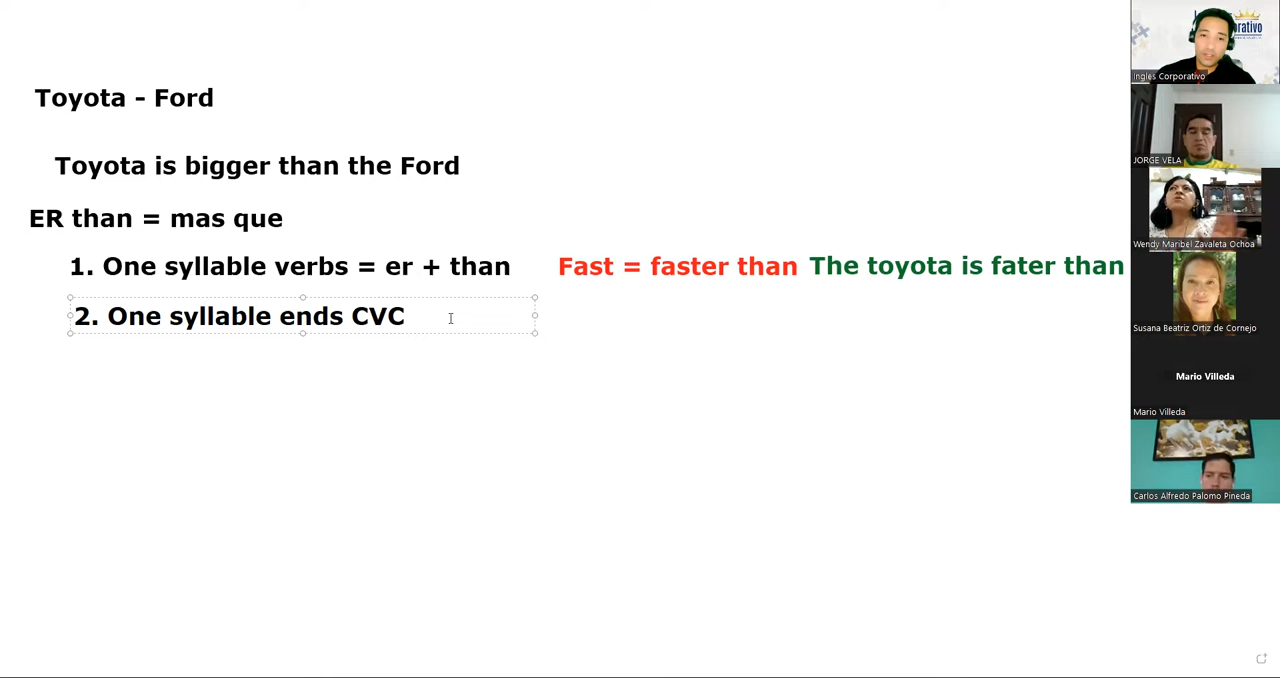 Toyota - Ford
Toyota is bigger than the Ford
ER than = mas que
1. One syllable verbs = er + than Fast = faster than The toyota is fater than
2. One syllable ends CVC
Ingles Corporativo
JORGE VELA
Wendy Maribel Zavaleta Ochoa
Susana Beatriz Ortiz de Cornejo
Mario Villeda
Mario Villeda
Carlos Alfredo Palomo Pineda